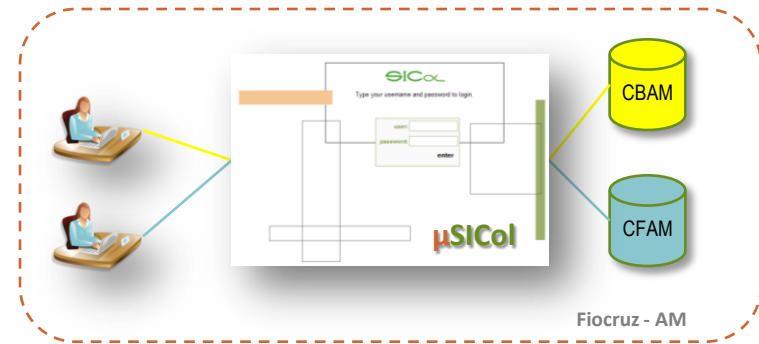 SICOL
Type your username and password to login.
user:
password:
enter
µSICol
CBAM
CFAM
Fiocruz - AM